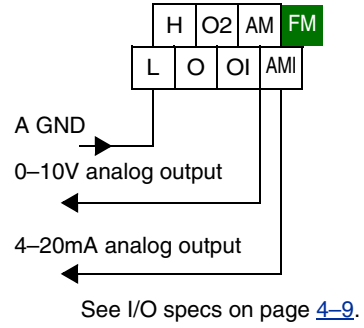 H O2 AM FM
L O OI AMI
A GND
0–10V analog output
4–20mA analog output
See I/O specs on page 4–9.